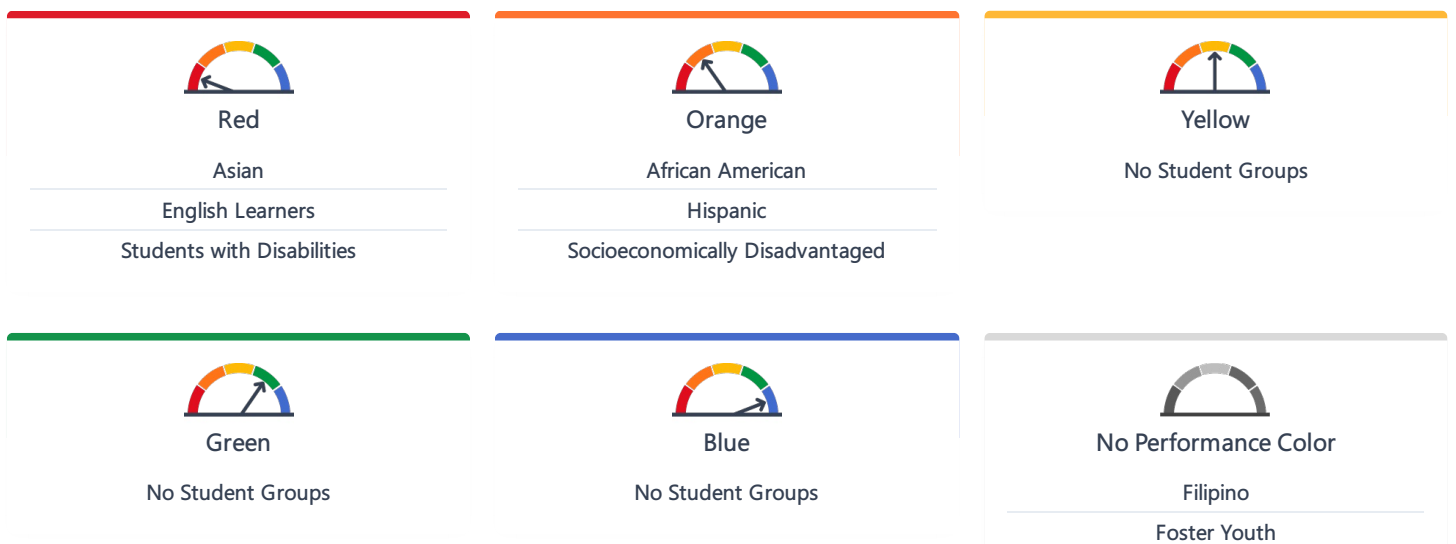 Red
Asian
English Learners
Students with Disabilities
Orange
African American
Hispanic
Socioeconomically Disadvantaged
Yellow
No Student Groups
Green
No Student Groups
Blue
No Student Groups
No Performance Color
Filipino
Foster Youth